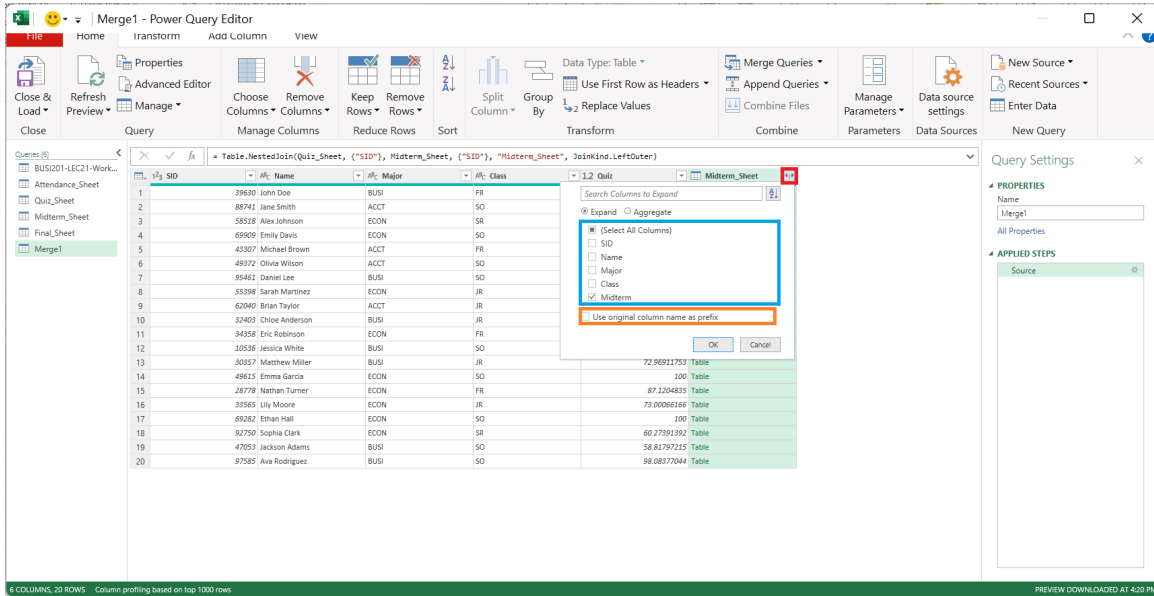 Merge1 - Power Query Editor
File Home Transform Add Column View
Close & Load
Close
Refresh Preview
Properties
Advanced Editor
Manage
Query
Choose Columns
Remove Columns
Manage Columns
Keep Rows
Remove Rows
Reduce Rows
Sort
Split Column
Group By
Data Type: Table
Use First Row as Headers
1 2 Replace Values
Transform
Merge Queries
Append Queries
Combine Files
Combine
Manage Parameters
Parameters
Data source settings
Data Sources
New Source
Recent Sources
Enter Data
New Query
Queries [6]
BUSI201-LEC21-Work...
Attendance_Sheet
Quiz_Sheet
Midterm_Sheet
Final_Sheet
Merge1
fx = Table.NestedJoin(Quiz_Sheet, {"SID"}, Midterm_Sheet, {"SID"}, "Midterm_Sheet", JoinKind.LeftOuter)
123 SID ABC Name ABC Major ABC Class 1.2 Quiz Midterm_Sheet
1 39630 John Doe BUSI FR
2 88741 Jane Smith ACCT SO
3 58518 Alex Johnson ECON SR
4 69909 Emily Davis ECON SO
5 43307 Michael Brown ACCT FR
6 49372 Olivia Wilson ACCT SO
7 95461 Daniel Lee BUSI SO
8 55398 Sarah Martinez ECON JR
9 62040 Brian Taylor ACCT JR
10 32403 Chloe Anderson BUSI JR
11 34358 Eric Robinson ECON FR
12 10536 Jessica White BUSI SO
13 30357 Matthew Miller BUSI JR 72.96911753 Table
14 49615 Emma Garcia ECON SO 100 Table
15 28778 Nathan Turner ECON FR 87.1204835 Table
16 33565 Lily Moore ECON JR 73.00066166 Table
17 69282 Ethan Hall ECON SO 100 Table
18 92750 Sophia Clark ECON SR 60.27391392 Table
19 47053 Jackson Adams BUSI SO 58.81797215 Table
20 97585 Ava Rodriguez BUSI SO 98.08377044 Table
Search Columns to Expand
Expand Aggregate
(Select All Columns)
SID
Name
Major
Class
Midterm
Use original column name as prefix
OK Cancel
Query Settings
PROPERTIES
Name
Merge1
All Properties
APPLIED STEPS
Source
6 COLUMNS, 20 ROWS Column profiling based on top 1000 rows
PREVIEW DOWNLOADED AT 4:20 PM